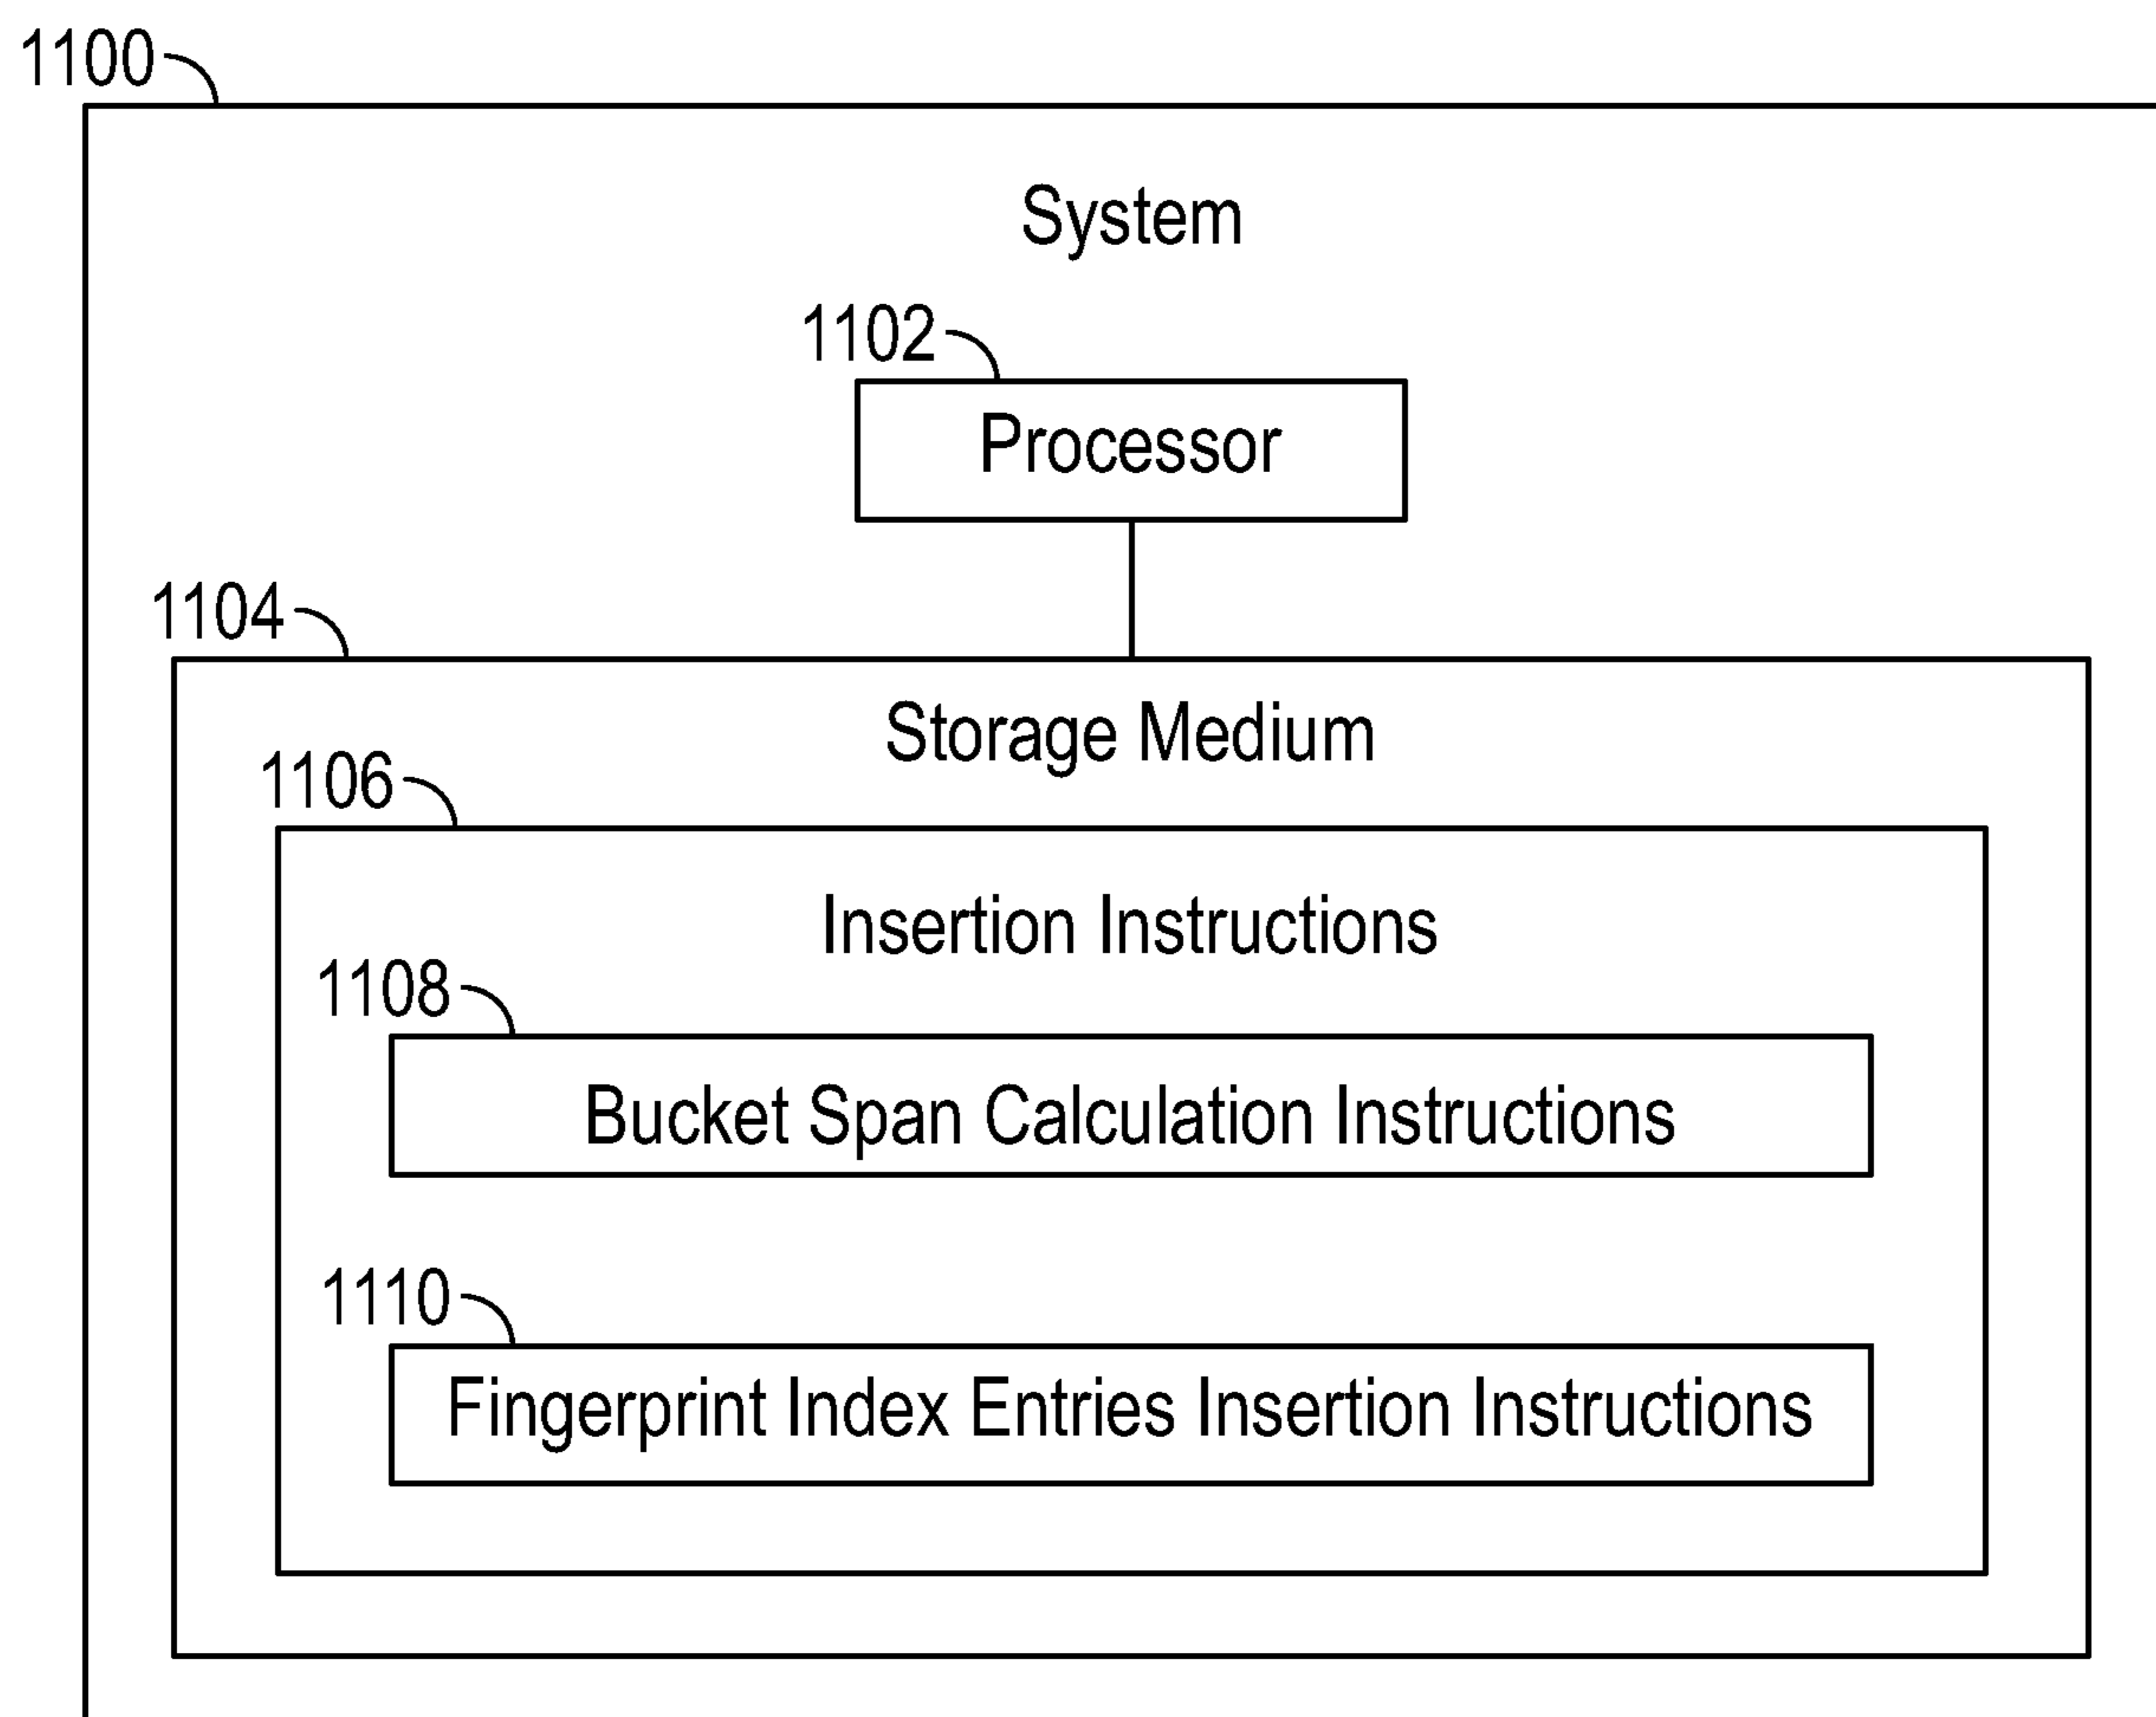 1100
System
1102
Processor
1104
Storage Medium
1106
Insertion Instructions
1108
Bucket Span Calculation Instructions
1110
Fingerprint Index Entries Insertion Instructions